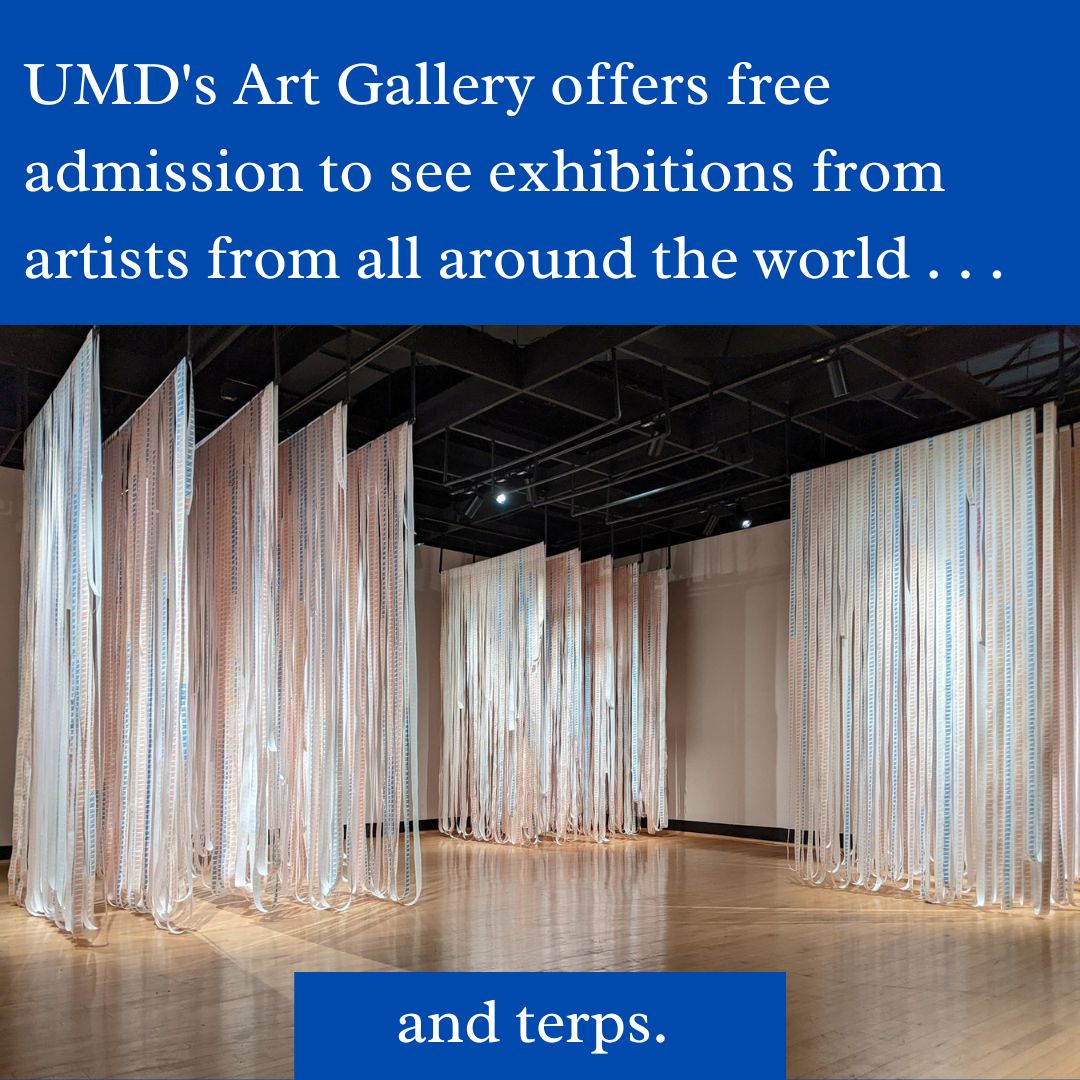 UMD's Art Gallery offers free
admission to see exhibitions from
artists from all around the world . . .
and terps.